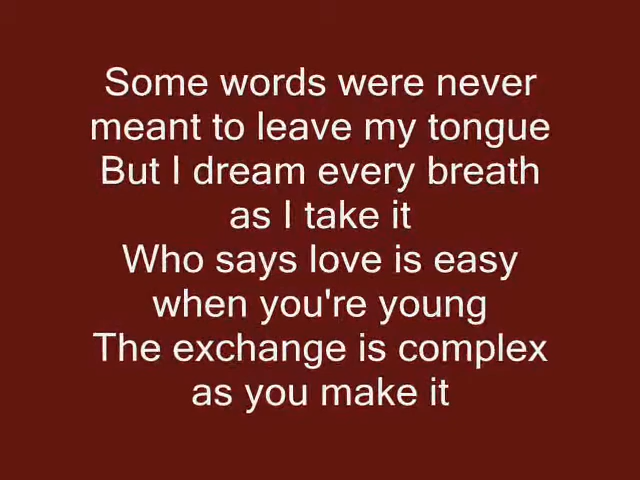 Some words were never
meant to leave my tongue
But I dream every breath
as I take it
Who says love is easy
when you're young
The exchange is complex
as you make it